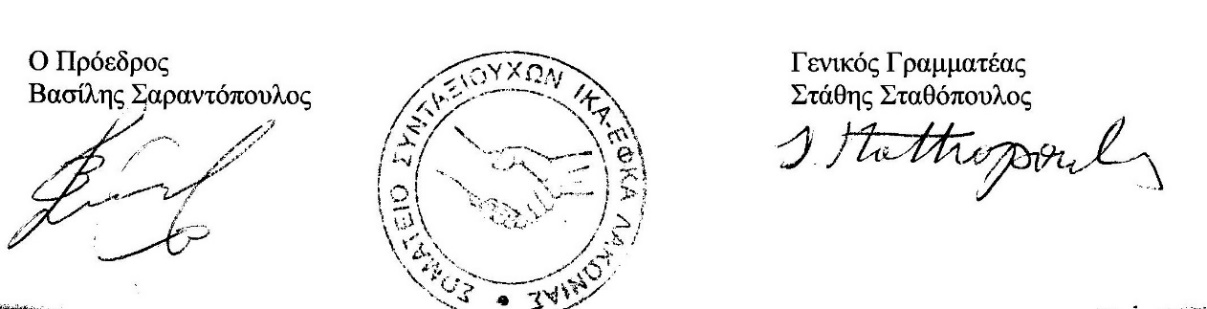 Ο Πρόεδρος
Βασίλης Σαραντόπουλος
ΣΩΜΑΤΕΙΟ ΣΥΝΤΑΞΙΟΥΧΩΝ ΙΚΑ-ΕΦΚΑ ΛΑΚΩΝΙΑΣ
Γενικός Γραμματέας
Στάθης Σταθόπουλος